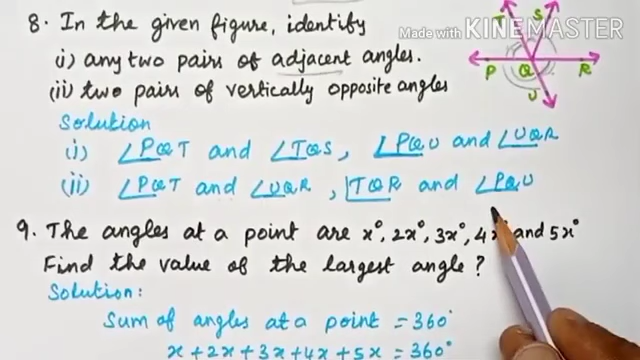 8. In the given figure, identify
(i) any two pairs of adjacent angles.
(ii) two pairs of vertically opposite angles
Solution
(i) ∠PQT and ∠TQS, ∠PQU and ∠UQR
(ii) ∠PQT and ∠UQR, ∠TQR and ∠PQU
9. The angles at a point are x°, 2x°, 3x°, 4x° and 5x°
Find the value of the largest angle?
Solution:
Sum of angles at a point = 360°
x+2x+3x+4x+5x = 360°
T S
P Q R
U
Made with KINEMASTER